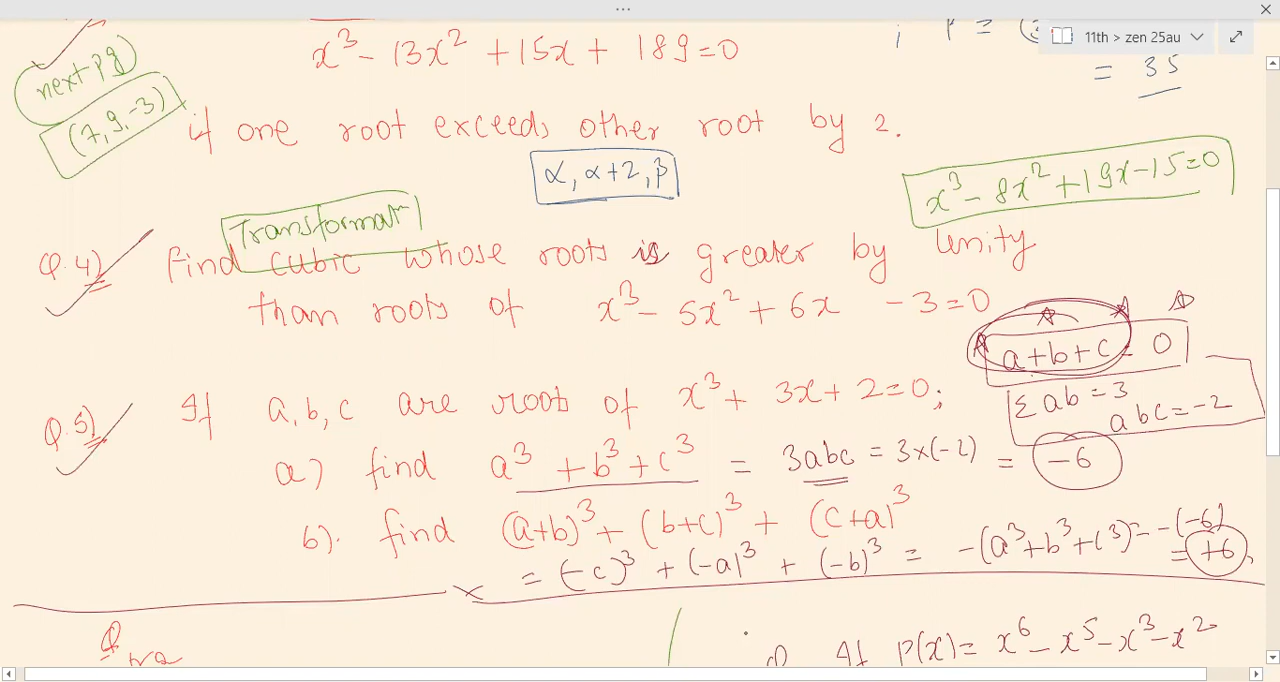 11th > zen 25au
x³ - 13x² + 15x + 189 = 0
= 35
next pg
(7, 9, -3)
if one root exceeds other root by 2.
α, α+2, β
x³ - 8x² + 19x - 15 = 0
Transformatⁿ
Q.4) Find cubic whose roots is greater by Unity
than roots of x³ - 5x² + 6x - 3 = 0
a + b + c = 0
Q.5) If a, b, c are roots of x³ + 3x + 2 = 0;
Σab = 3
abc = -2
a) find a³ + b³ + c³ = 3abc = 3×(-2) = -6
b). find (a+b)³ + (b+c)³ + (c+a)³
= (-c)³ + (-a)³ + (-b)³ = -(a³+b³+c³) = -(-6)
= +6,
Q If P(x) = x⁶ - x⁵ - x³ - x²